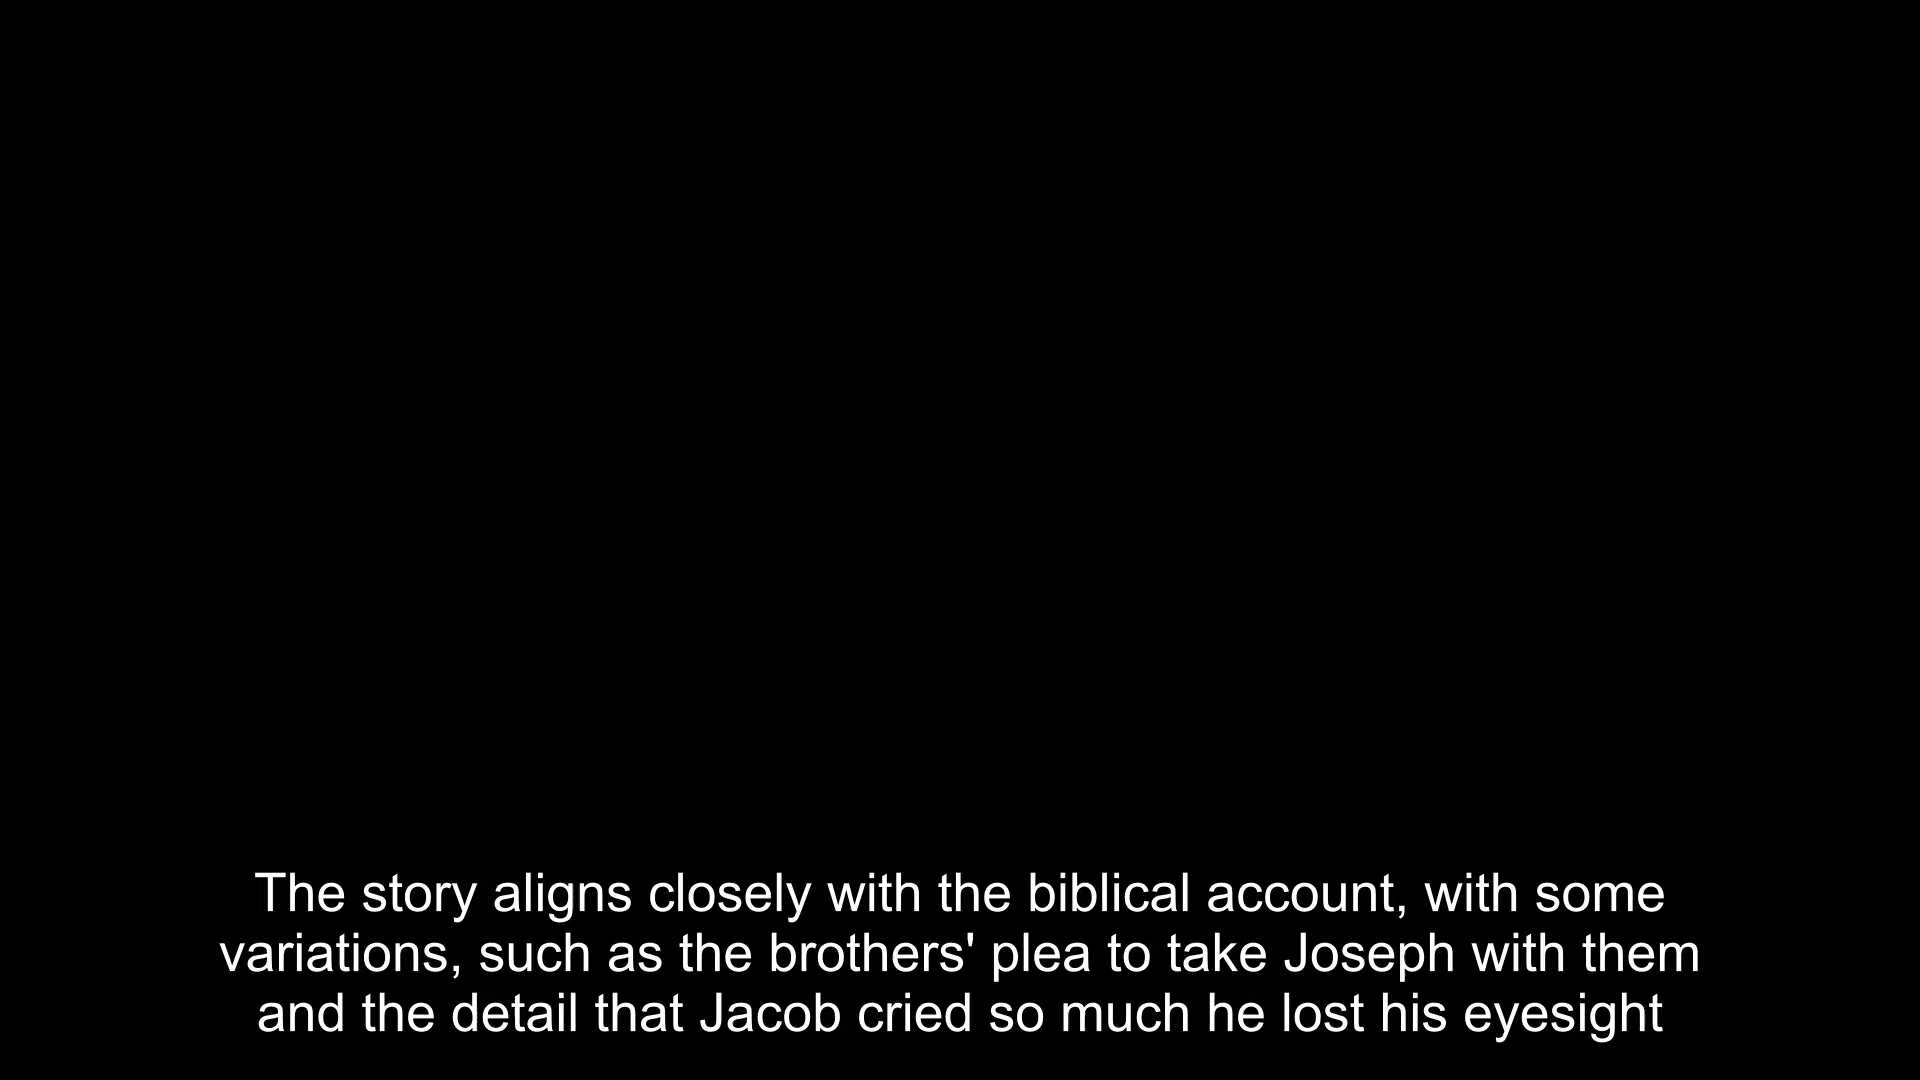 The story aligns closely with the biblical account, with some
variations, such as the brothers' plea to take Joseph with them
and the detail that Jacob cried so much he lost his eyesight